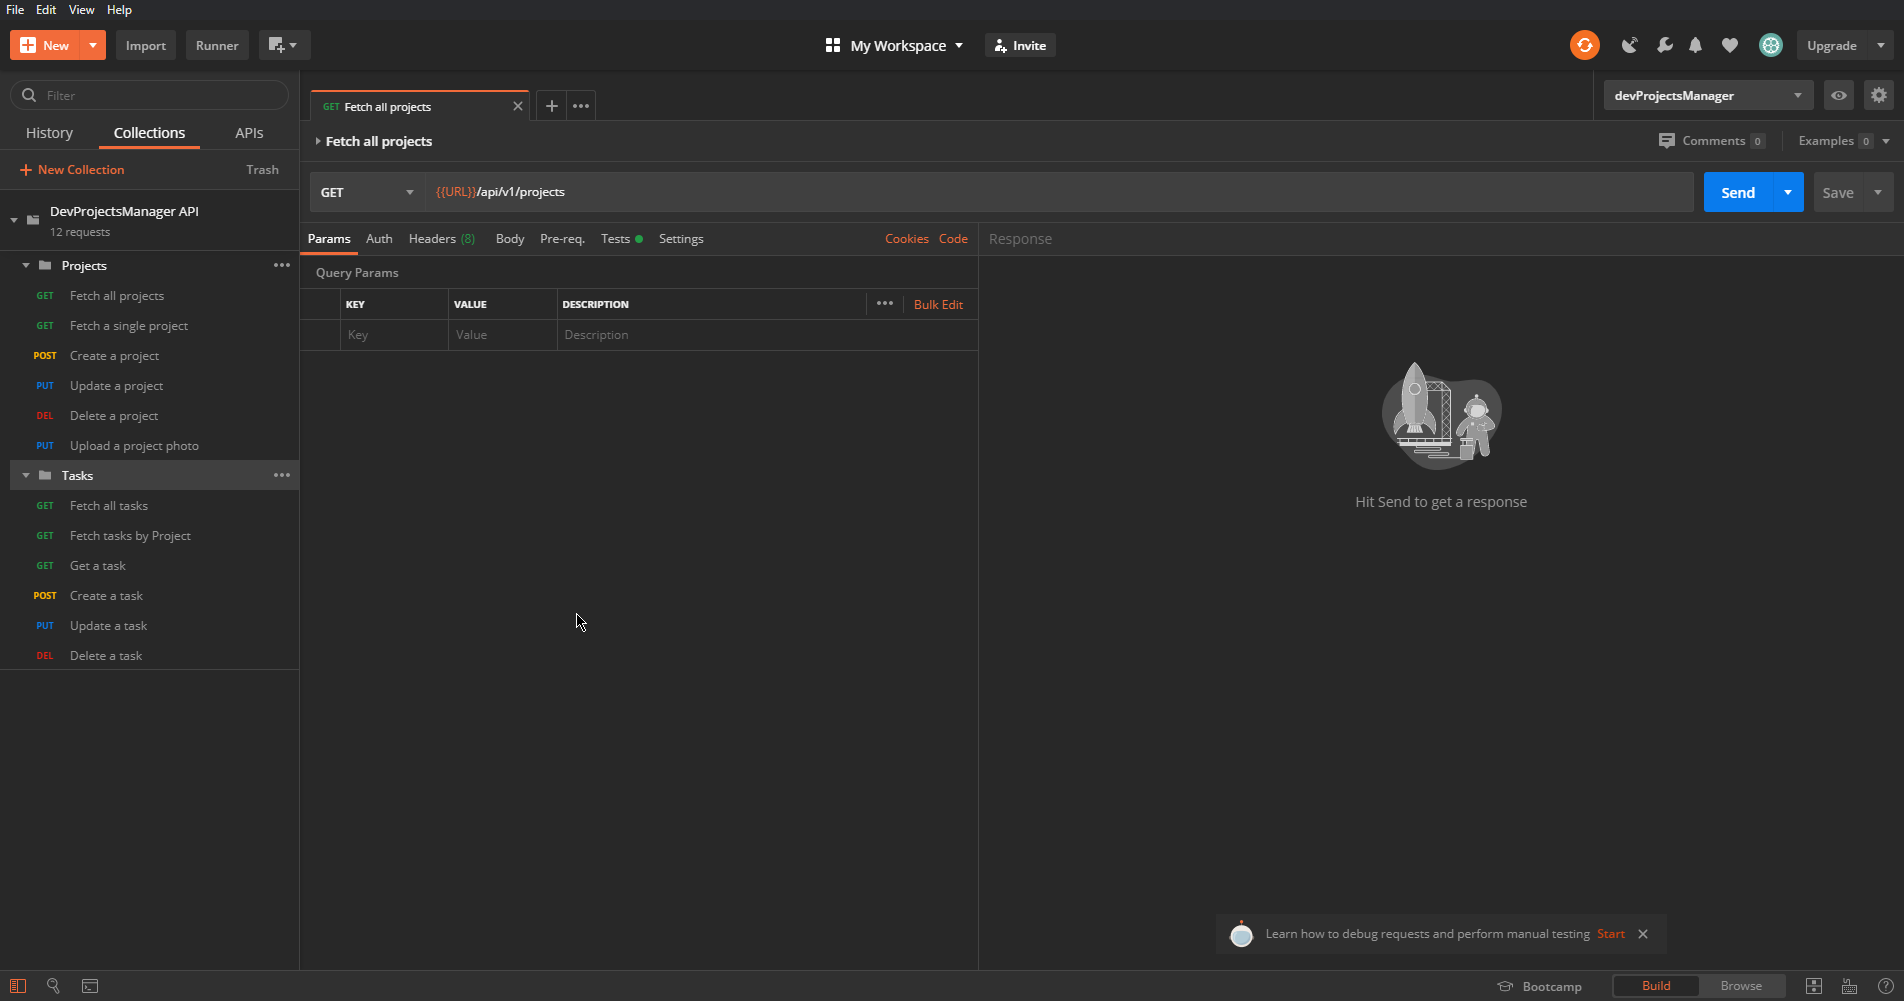 File Edit View Help
New Import Runner My Workspace Invite Upgrade
Filter
GET Fetch all projects
devProjectsManager
History Collections APIs
Fetch all projects
Comments 0 Examples 0
New Collection Trash
GET {{URL}}/api/v1/projects Send Save
DevProjectsManager API
12 requests
Params Auth Headers (8) Body Pre-req. Tests Settings Cookies Code
Response
Query Params
KEY VALUE DESCRIPTION Bulk Edit
Key Value Description
Projects
GET Fetch all projects
GET Fetch a single project
POST Create a project
PUT Update a project
DEL Delete a project
PUT Upload a project photo
Tasks
GET Fetch all tasks
GET Fetch tasks by Project
GET Get a task
POST Create a task
PUT Update a task
DEL Delete a task
Hit Send to get a response
Learn how to debug requests and perform manual testing Start
Bootcamp Build Browse